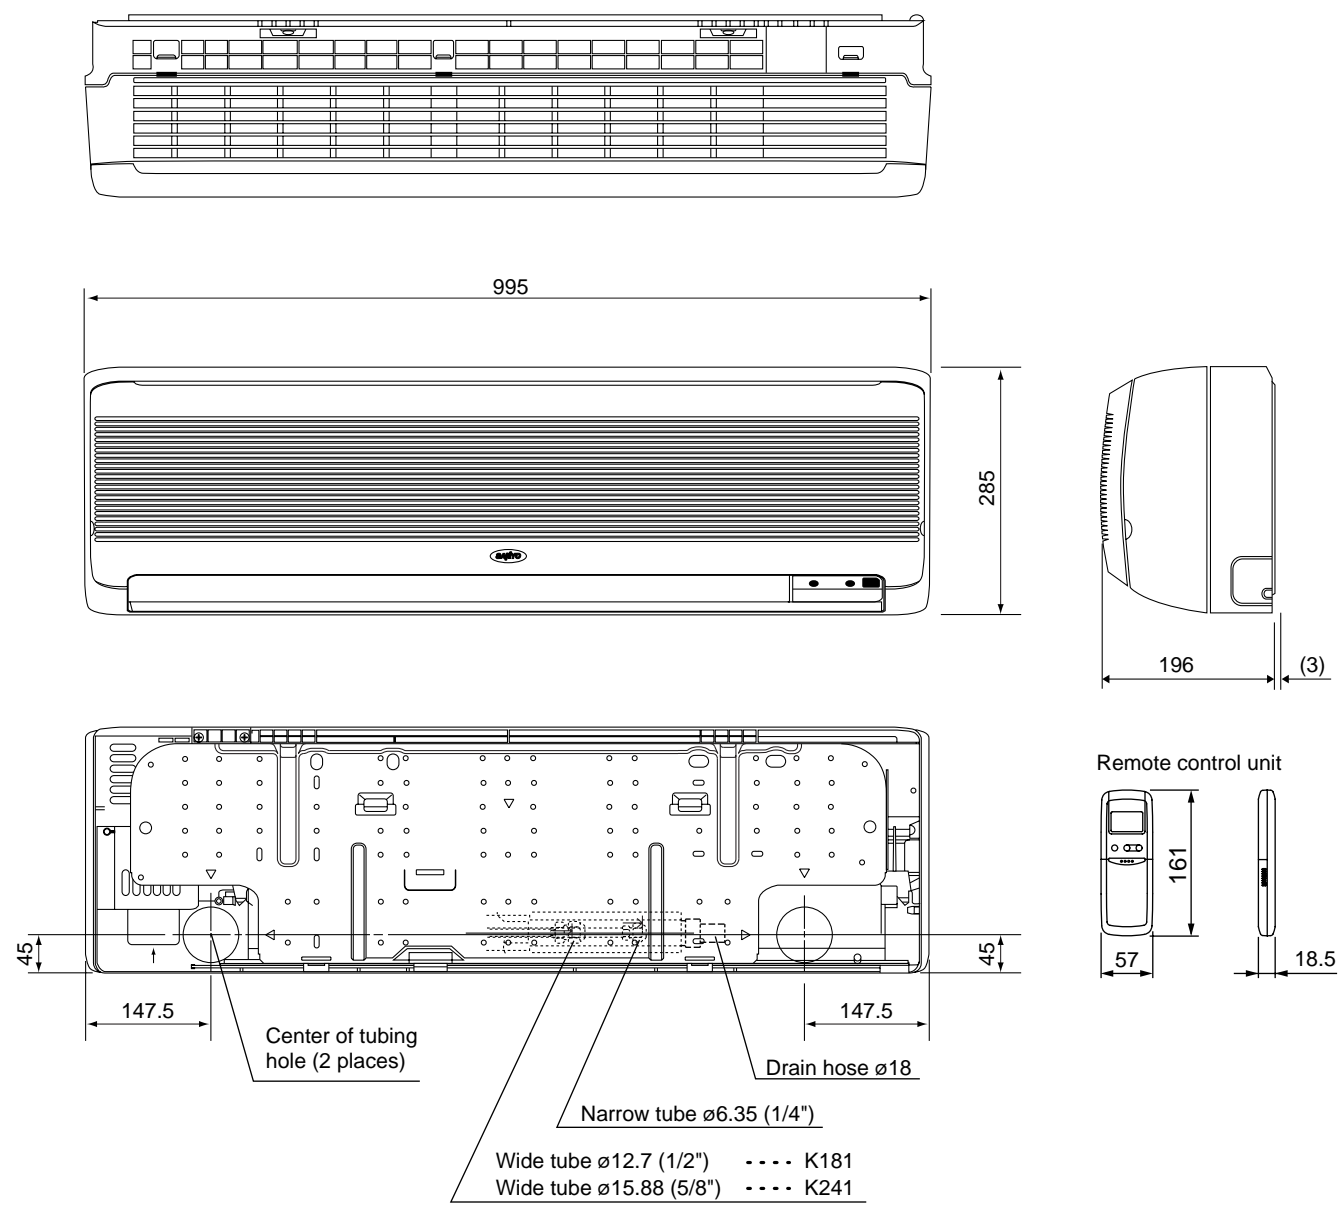 995
SANYO
285
196
(3)
Remote control unit
161
57
18.5
45
45
147.5
147.5
Center of tubing
hole (2 places)
Drain hose ø18
Narrow tube ø6.35 (1/4")
Wide tube ø12.7 (1/2") ···· K181
Wide tube ø15.88 (5/8") ···· K241